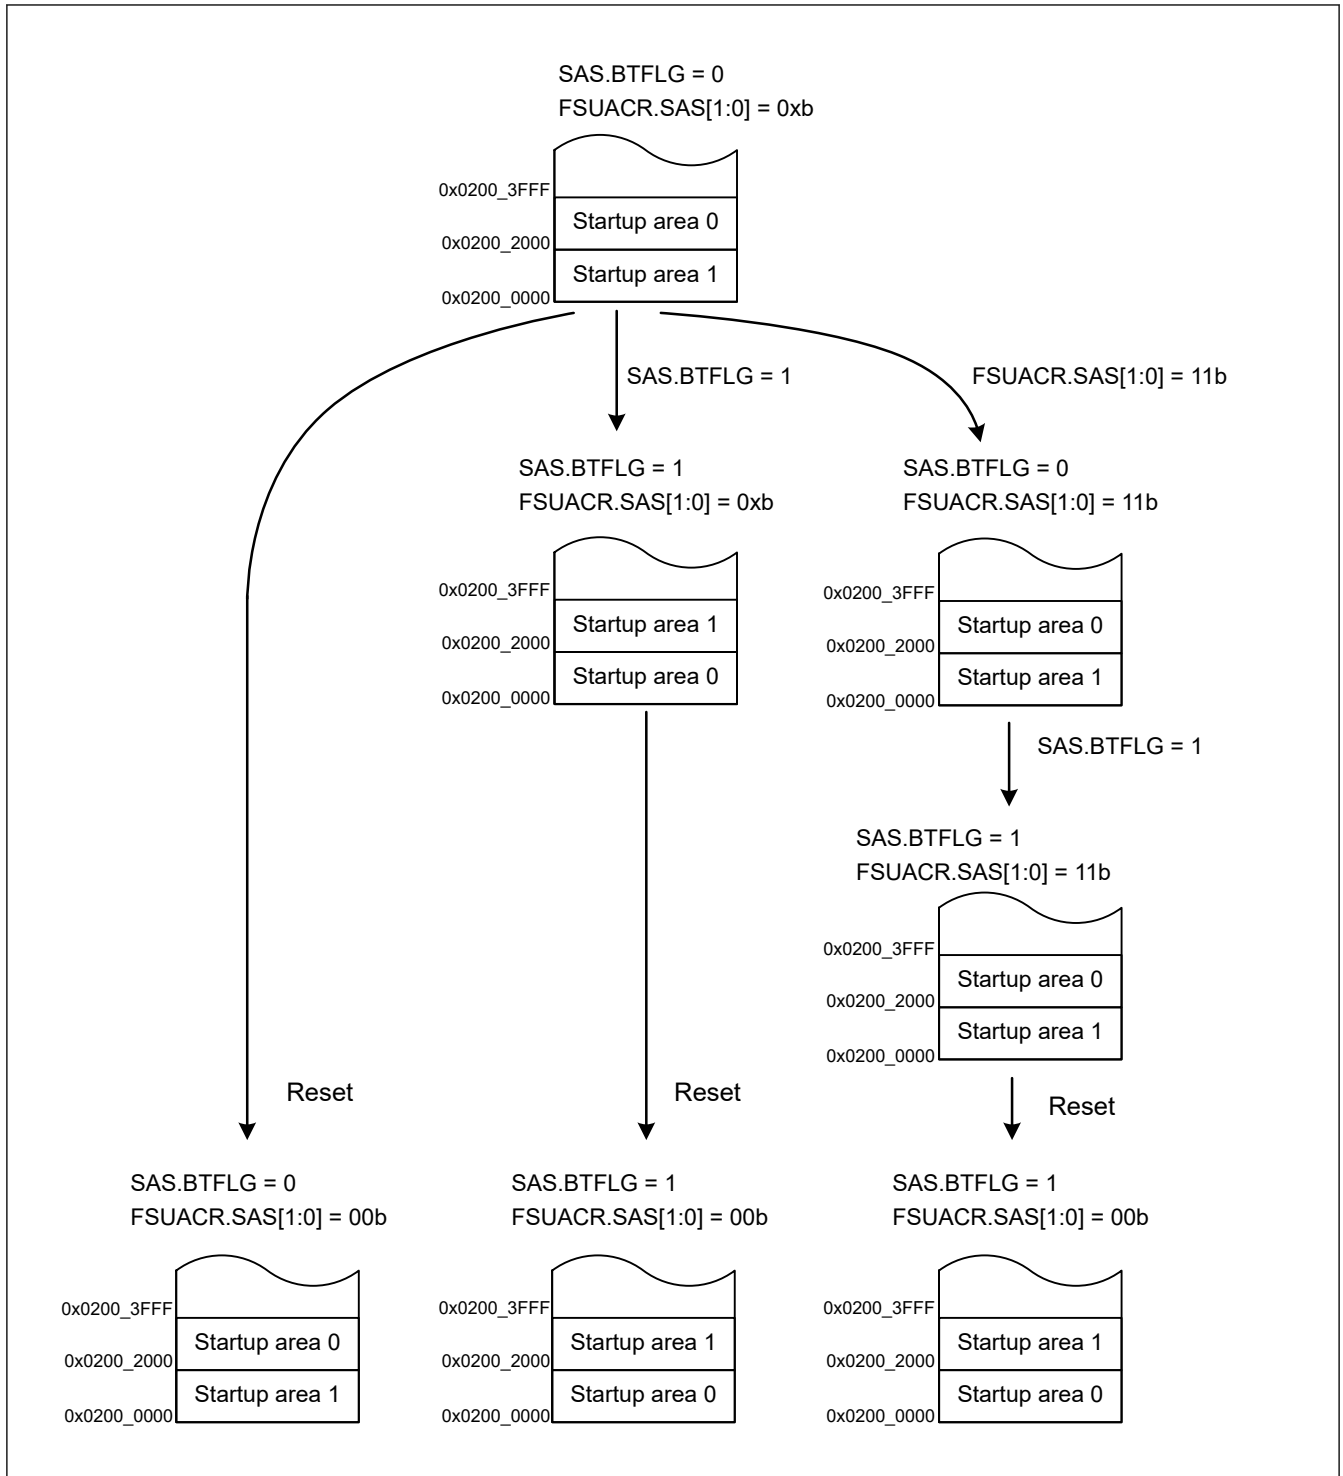 SAS.BTFLG = 0
FSUACR.SAS[1:0] = 0xb
0x0200_3FFF
Startup area 0
0x0200_2000
Startup area 1
0x0200_0000
SAS.BTFLG = 1
FSUACR.SAS[1:0] = 11b
SAS.BTFLG = 1
FSUACR.SAS[1:0] = 0xb
0x0200_3FFF
Startup area 1
0x0200_2000
Startup area 0
0x0200_0000
SAS.BTFLG = 0
FSUACR.SAS[1:0] = 11b
0x0200_3FFF
Startup area 0
0x0200_2000
Startup area 1
0x0200_0000
SAS.BTFLG = 1
SAS.BTFLG = 1
FSUACR.SAS[1:0] = 11b
0x0200_3FFF
Startup area 0
0x0200_2000
Startup area 1
0x0200_0000
Reset
Reset
Reset
SAS.BTFLG = 0
FSUACR.SAS[1:0] = 00b
0x0200_3FFF
Startup area 0
0x0200_2000
Startup area 1
0x0200_0000
SAS.BTFLG = 1
FSUACR.SAS[1:0] = 00b
0x0200_3FFF
Startup area 1
0x0200_2000
Startup area 0
0x0200_0000
SAS.BTFLG = 1
FSUACR.SAS[1:0] = 00b
0x0200_3FFF
Startup area 1
0x0200_2000
Startup area 0
0x0200_0000